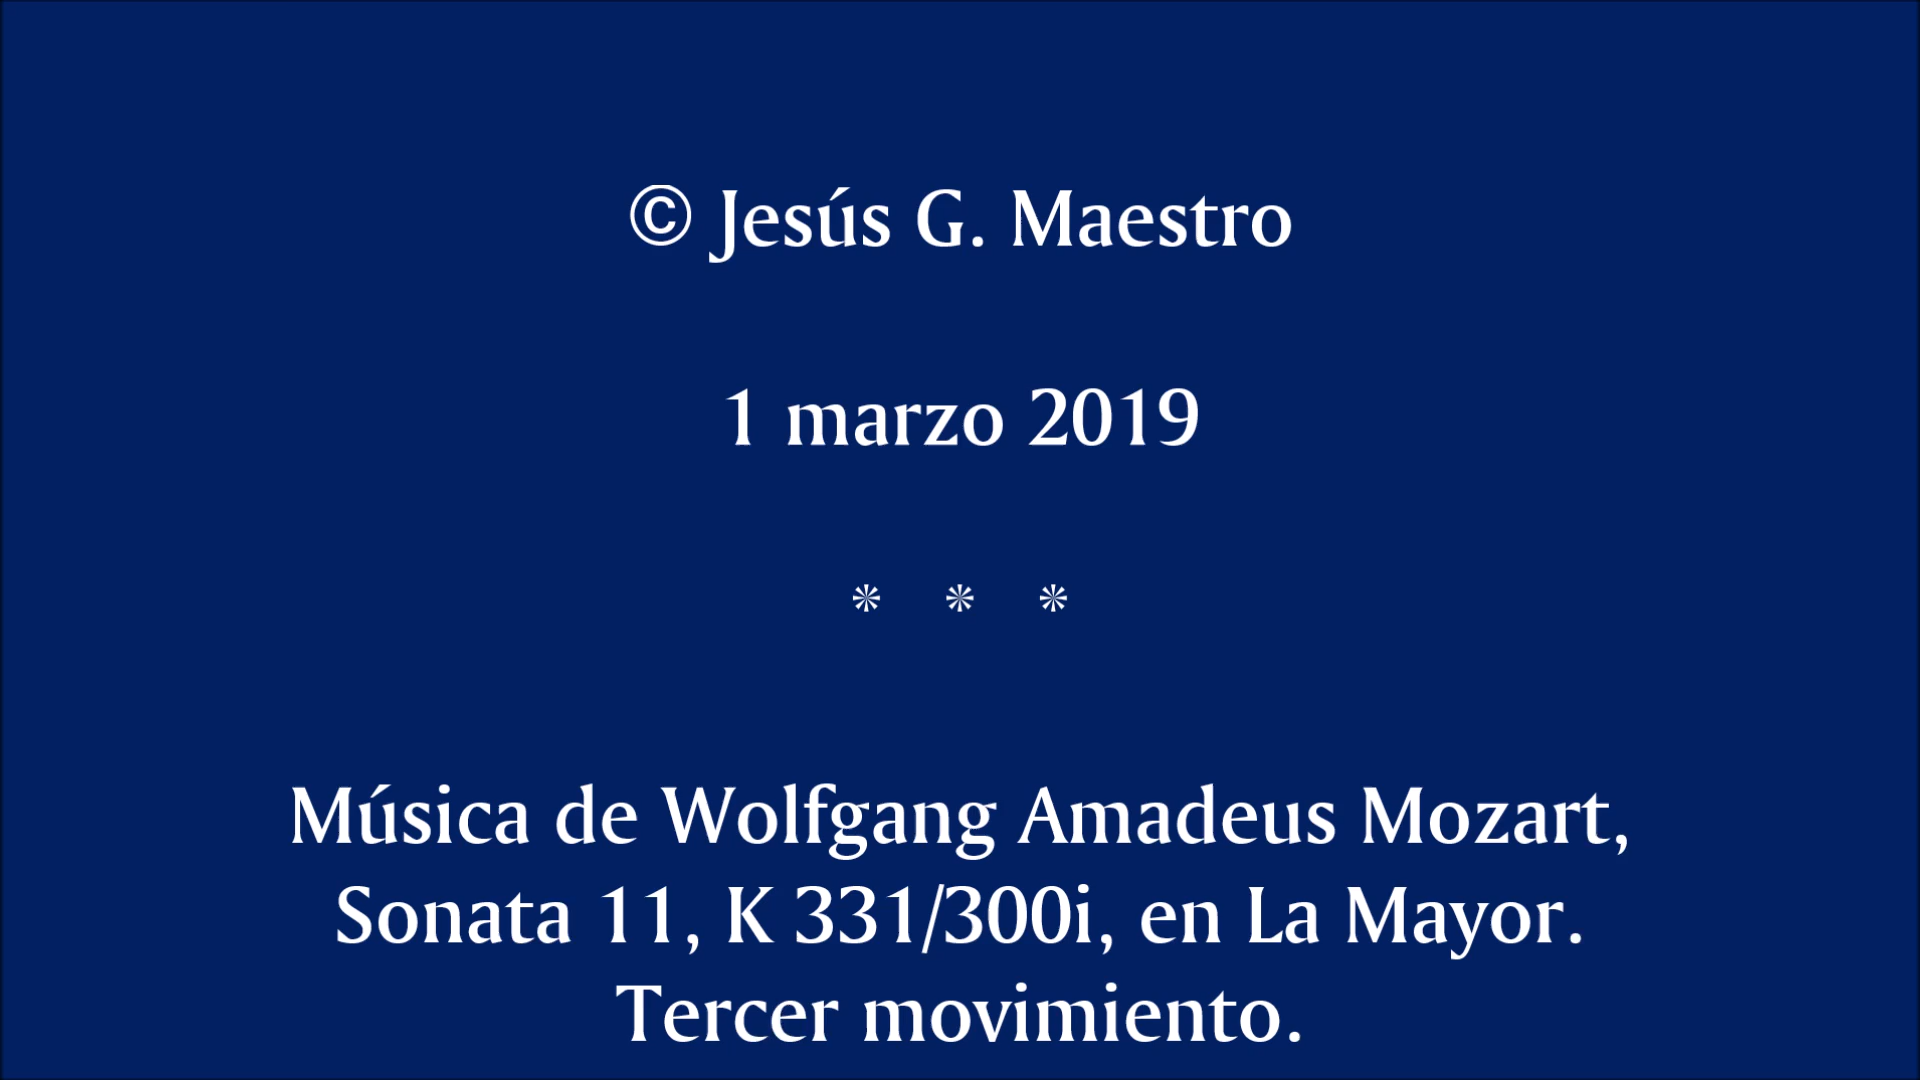 © Jesús G. Maestro
1 marzo 2019
* * *
Música de Wolfgang Amadeus Mozart,
Sonata 11, K 331/300i, en La Mayor.
Tercer movimiento.